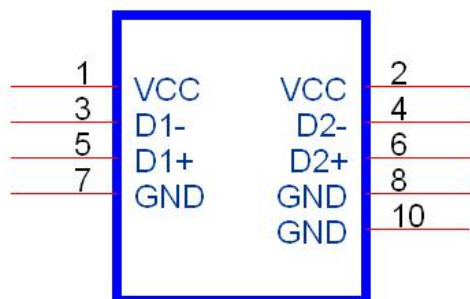 1 VCC VCC 2
3 D1- D2- 4
5 D1+ D2+ 6
7 GND GND 8
GND 10